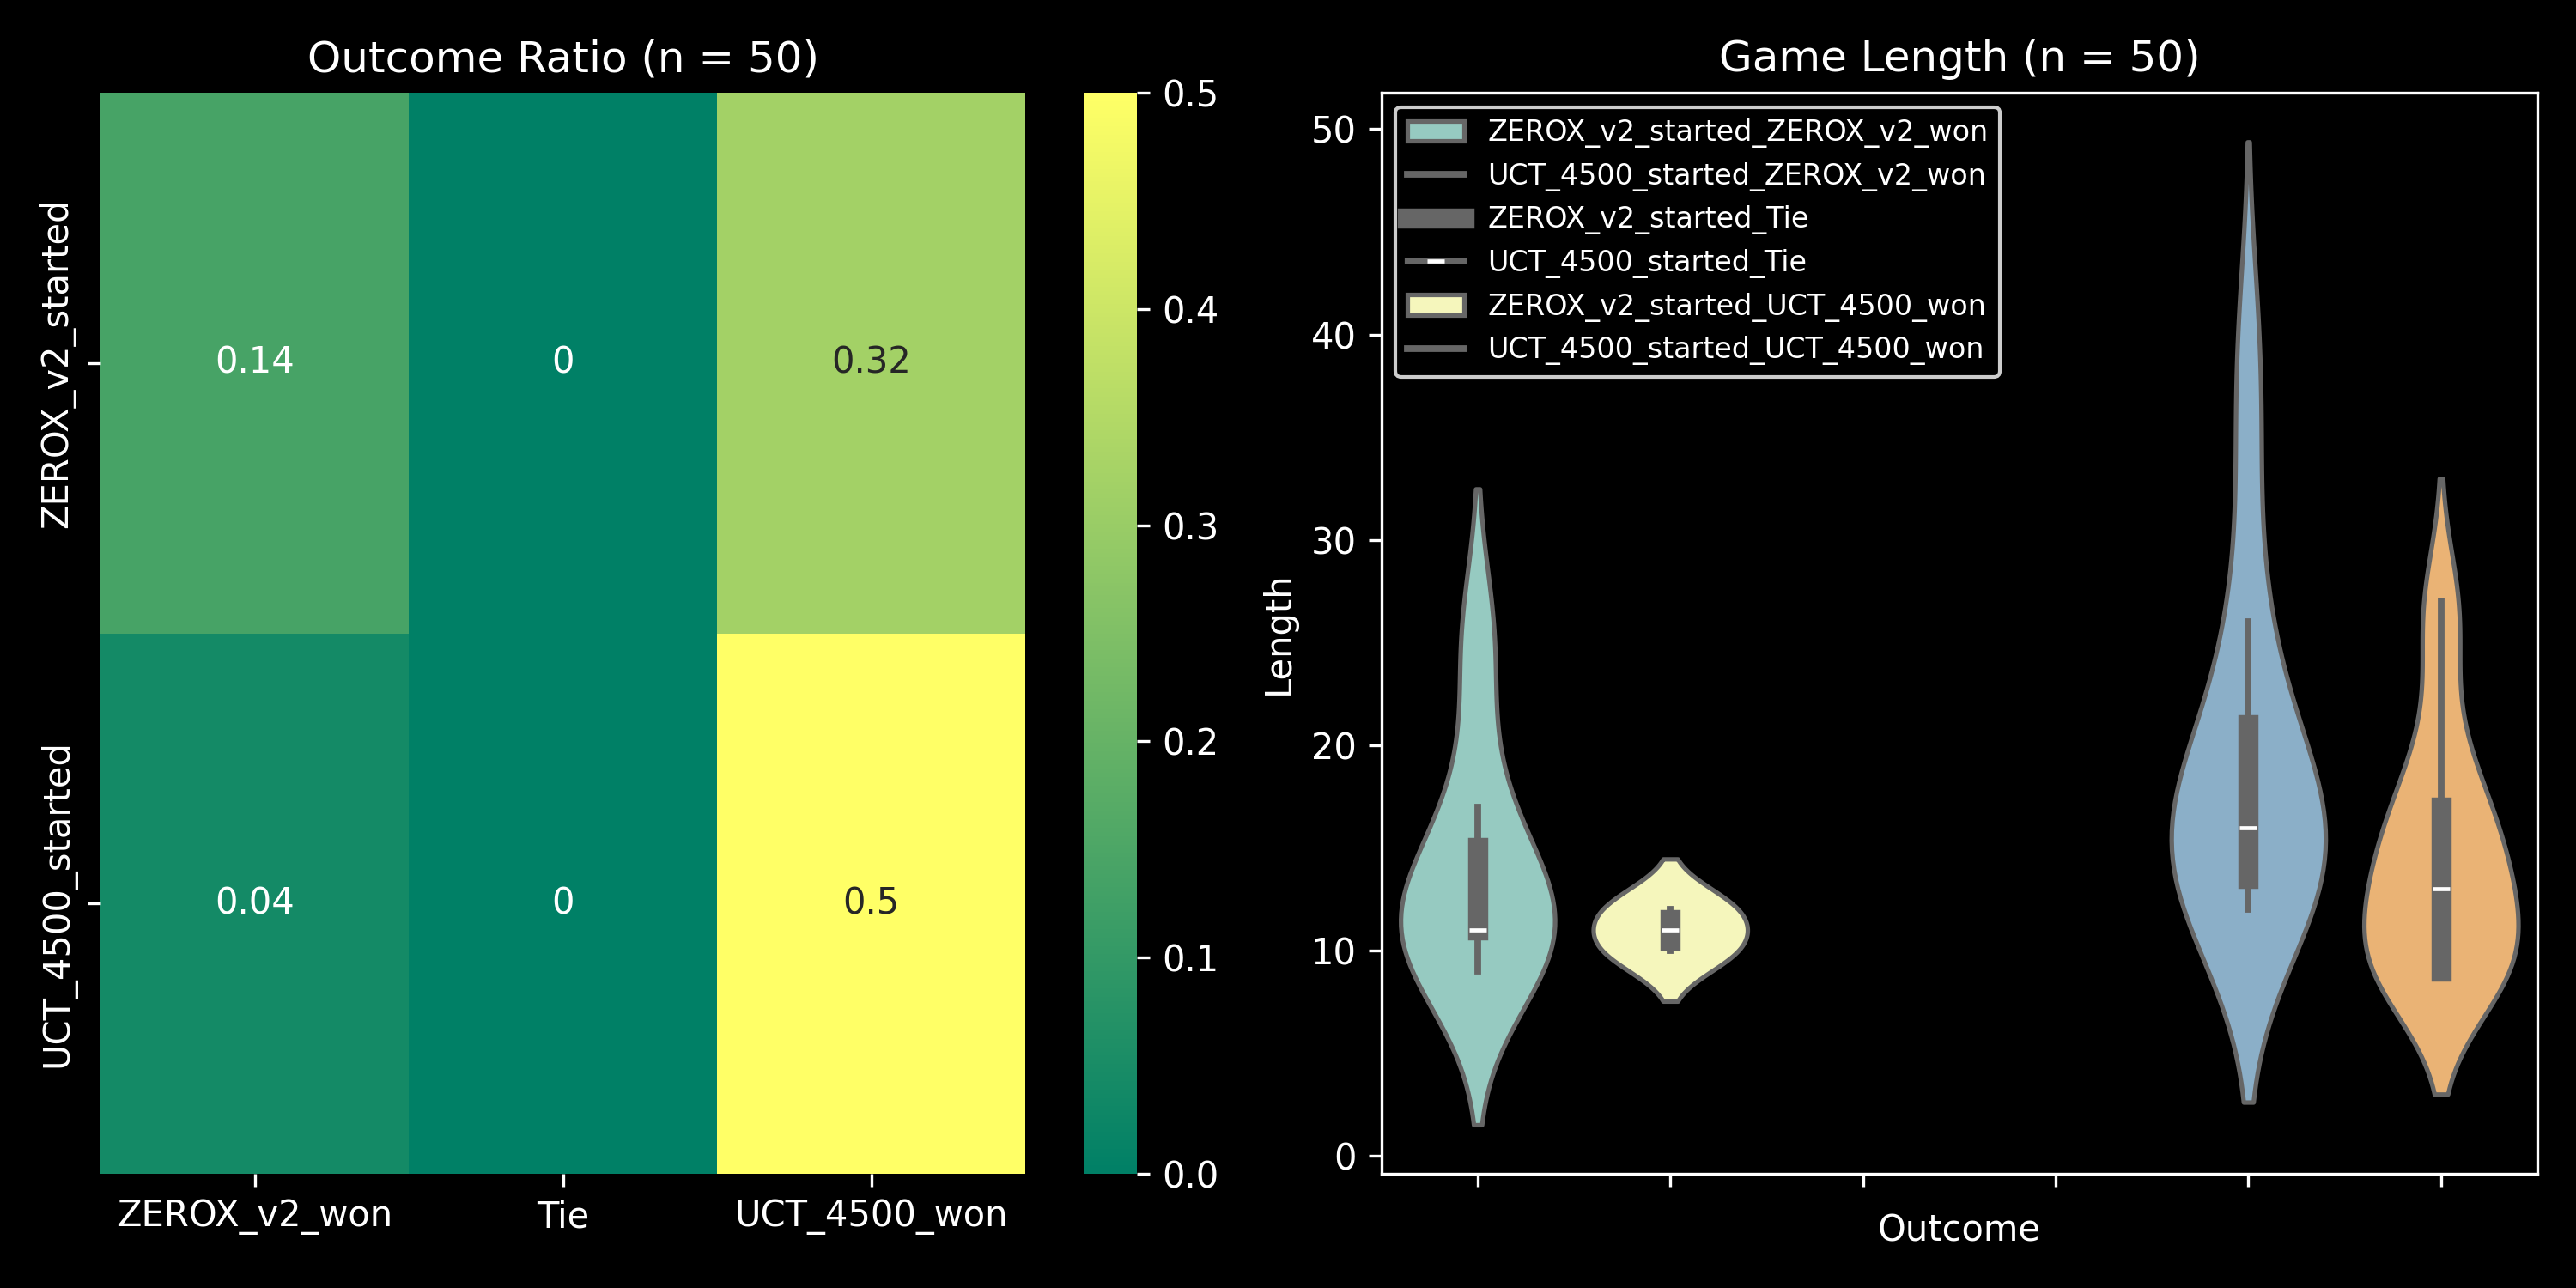 Outcome Ratio (n = 50)
ZEROX_v2_started
UCT_4500_started
0.14
0
0.32
0.04
0
0.5
ZEROX_v2_won
Tie
UCT_4500_won
0.5
0.4
0.3
0.2
0.1
0.0
Game Length (n = 50)
ZEROX_v2_started_ZEROX_v2_won
UCT_4500_started_ZEROX_v2_won
ZEROX_v2_started_Tie
UCT_4500_started_Tie
ZEROX_v2_started_UCT_4500_won
UCT_4500_started_UCT_4500_won
Length
50
40
30
20
10
0
Outcome